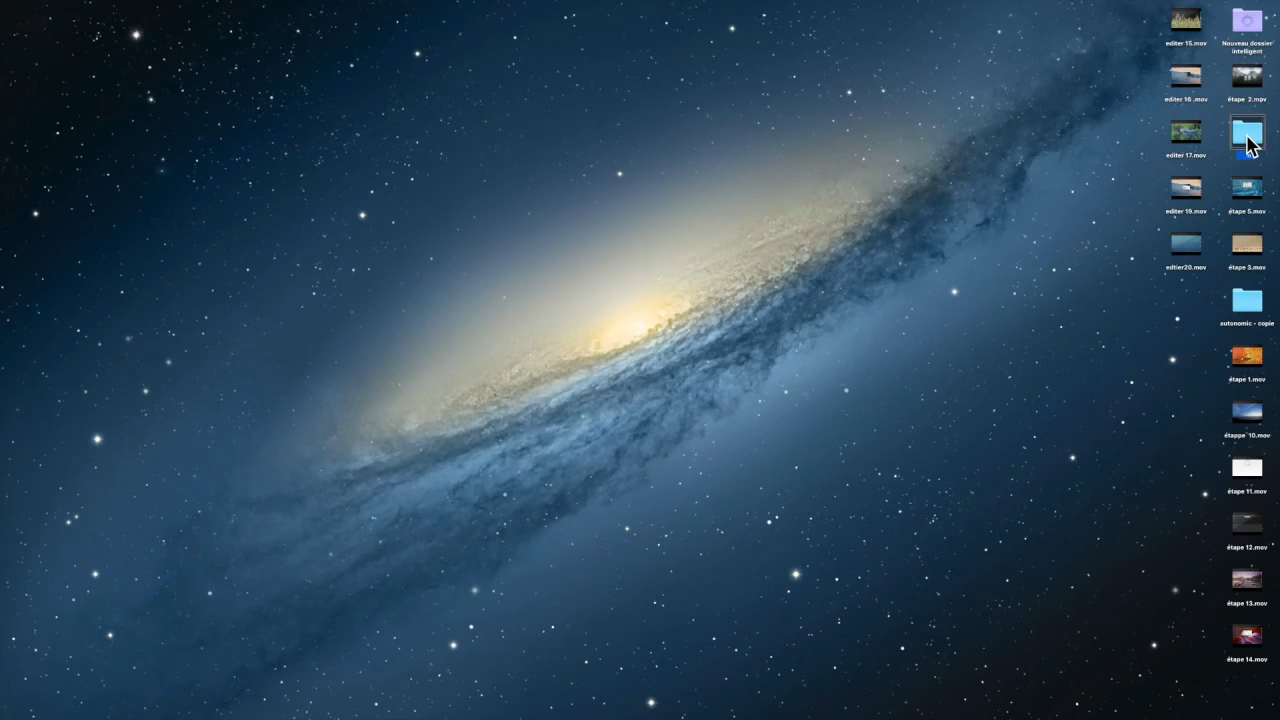 editer 15.mov
Nouveau dossier
intelligent
editer 16 .mov
étape 2.mov
editer 17.mov
editer 19.mov
étape 5.mov
edtier20.mov
étape 3.mov
autonomic - copie
étape 1.mov
étappe¨10.mov
étape 11.mov
étape 12.mov
étape 13.mov
étape 14.mov